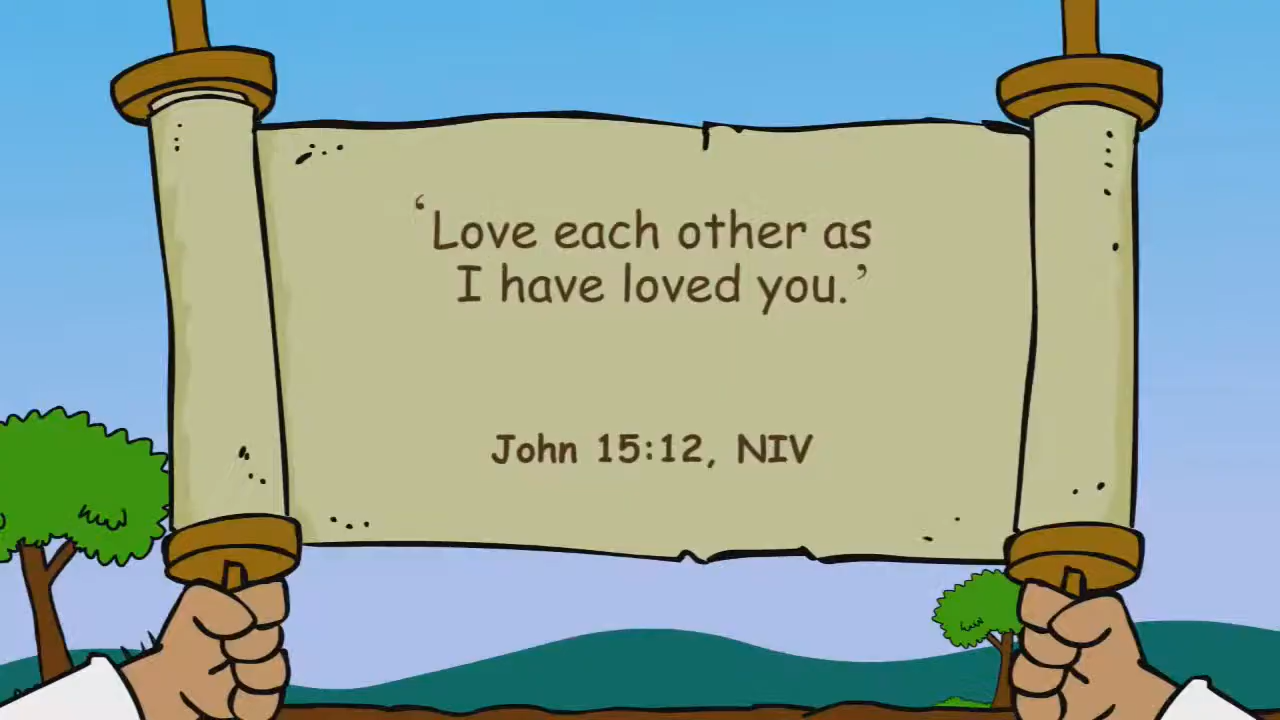 ‘Love each other as
I have loved you.’
John 15:12, NIV